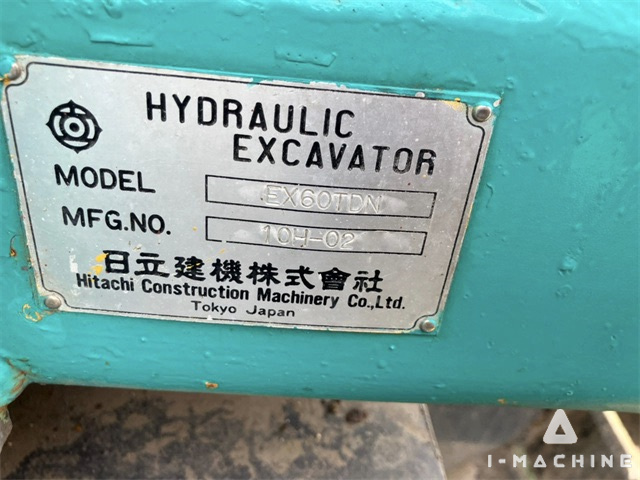 HYDRAULIC
EXCAVATOR
MODEL EX60TDN
MFG.NO. 10H-02
日立建機株式會社
Hitachi Construction Machinery Co.,Ltd.
Tokyo Japan
I-MACHINE